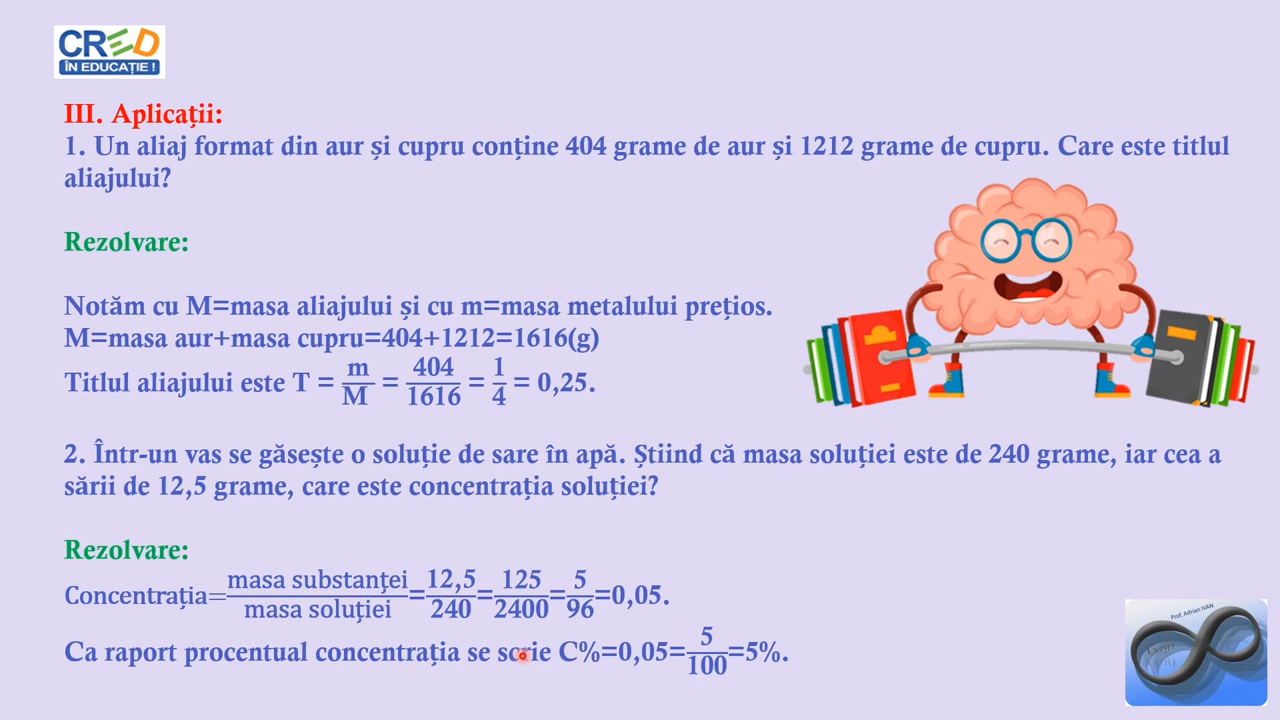 CRED
ÎN EDUCAȚIE !
III. Aplicații:
1. Un aliaj format din aur și cupru conține 404 grame de aur și 1212 grame de cupru. Care este titlul
aliajului?
Rezolvare:
Notăm cu M=masa aliajului și cu m=masa metalului prețios.
M=masa aur+masa cupru=404+1212=1616(g)
Titlul aliajului este T = m/M = 404/1616 = 1/4 = 0,25.
2. Într-un vas se găsește o soluție de sare în apă. Știind că masa soluției este de 240 grame, iar cea a
sării de 12,5 grame, care este concentrația soluției?
Rezolvare:
Concentrația=masa substanței/masa soluției=12,5/240=125/2400=5/96=0,05.
Ca raport procentual concentrația se scrie C%=0,05=5/100=5%.
Prof. Adrian IVAN